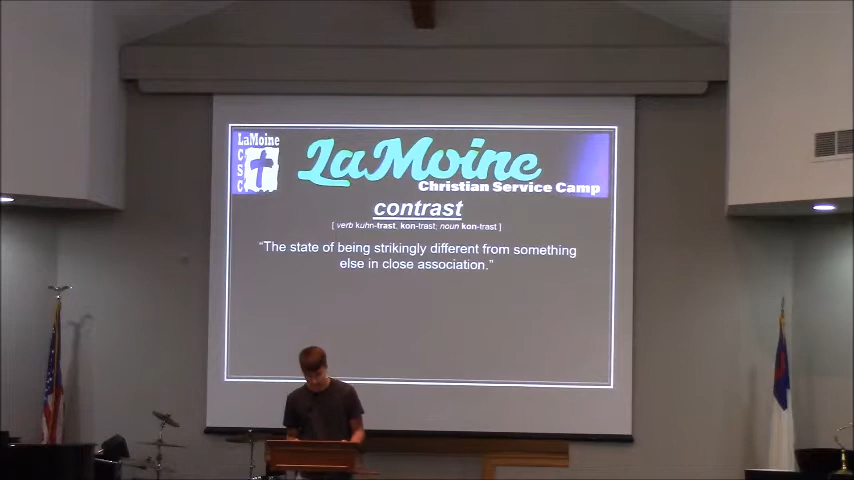 LaMoine
C
S
C
LaMoine
Christian Service Camp
contrast
[ verb kuhn-trast, kon-trast; noun kon-trast ]
“The state of being strikingly different from something
else in close association.”